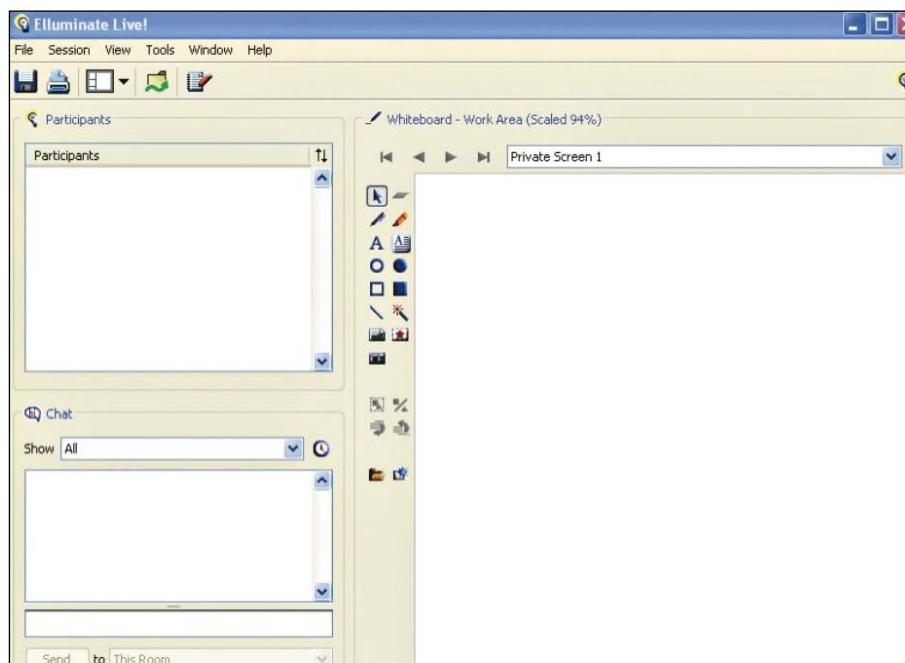 Elluminate Live!
File Session View Tools Window Help
Participants
Participants
Whiteboard - Work Area (Scaled 94%)
Private Screen 1
A A
Chat
Show All
Send to This Room